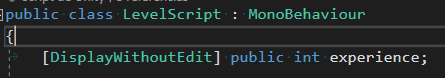 public class LevelScript : MonoBehaviour
{
[DisplayWithoutEdit] public int experience;